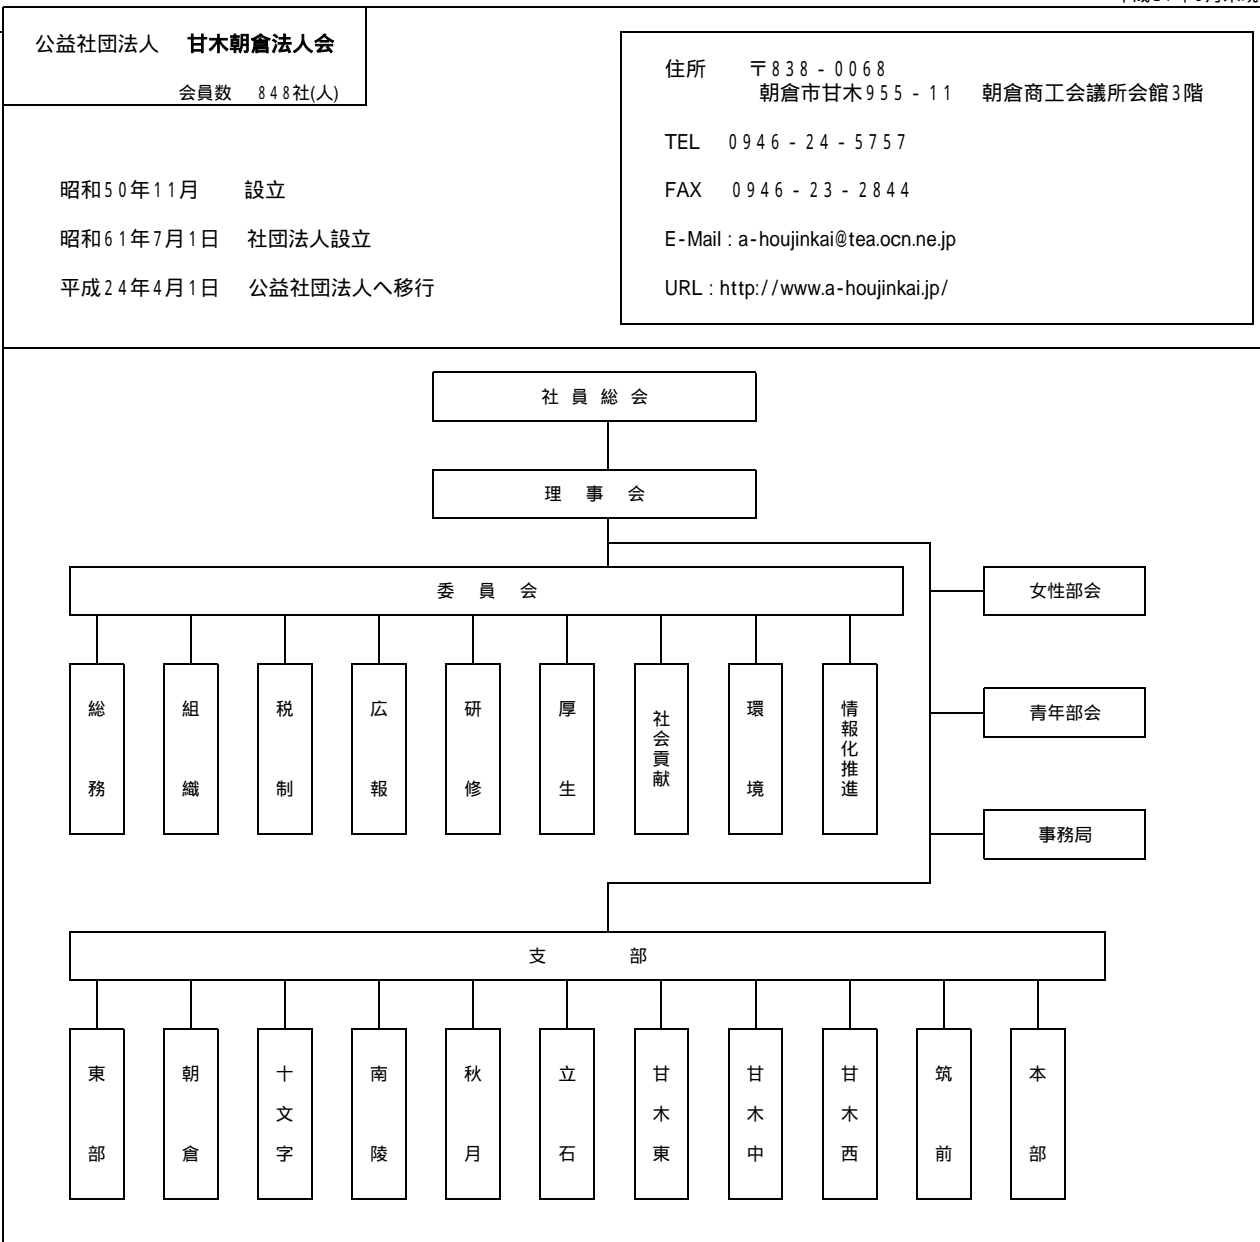 公益社団法人 甘木朝倉法人会
会員数 848社(人)
昭和50年11月 設立
昭和61年7月1日 社団法人設立
平成24年4月1日 公益社団法人へ移行
住所 〒838-0068
朝倉市甘木955-11 朝倉商工会議所会館3階
TEL 0946-24-5757
FAX 0946-23-2844
E-Mail : a-houjinkai@tea.ocn.ne.jp
URL : http://www.a-houjinkai.jp/
社員総会
理事会
委員会
女性部会
青年部会
事務局
総務
組織
税制
広報
研修
厚生
社会貢献
環境
情報化推進
支部
東部
朝倉
十文字
南陵
秋月
立石
甘木東
甘木中
甘木西
筑前
本部